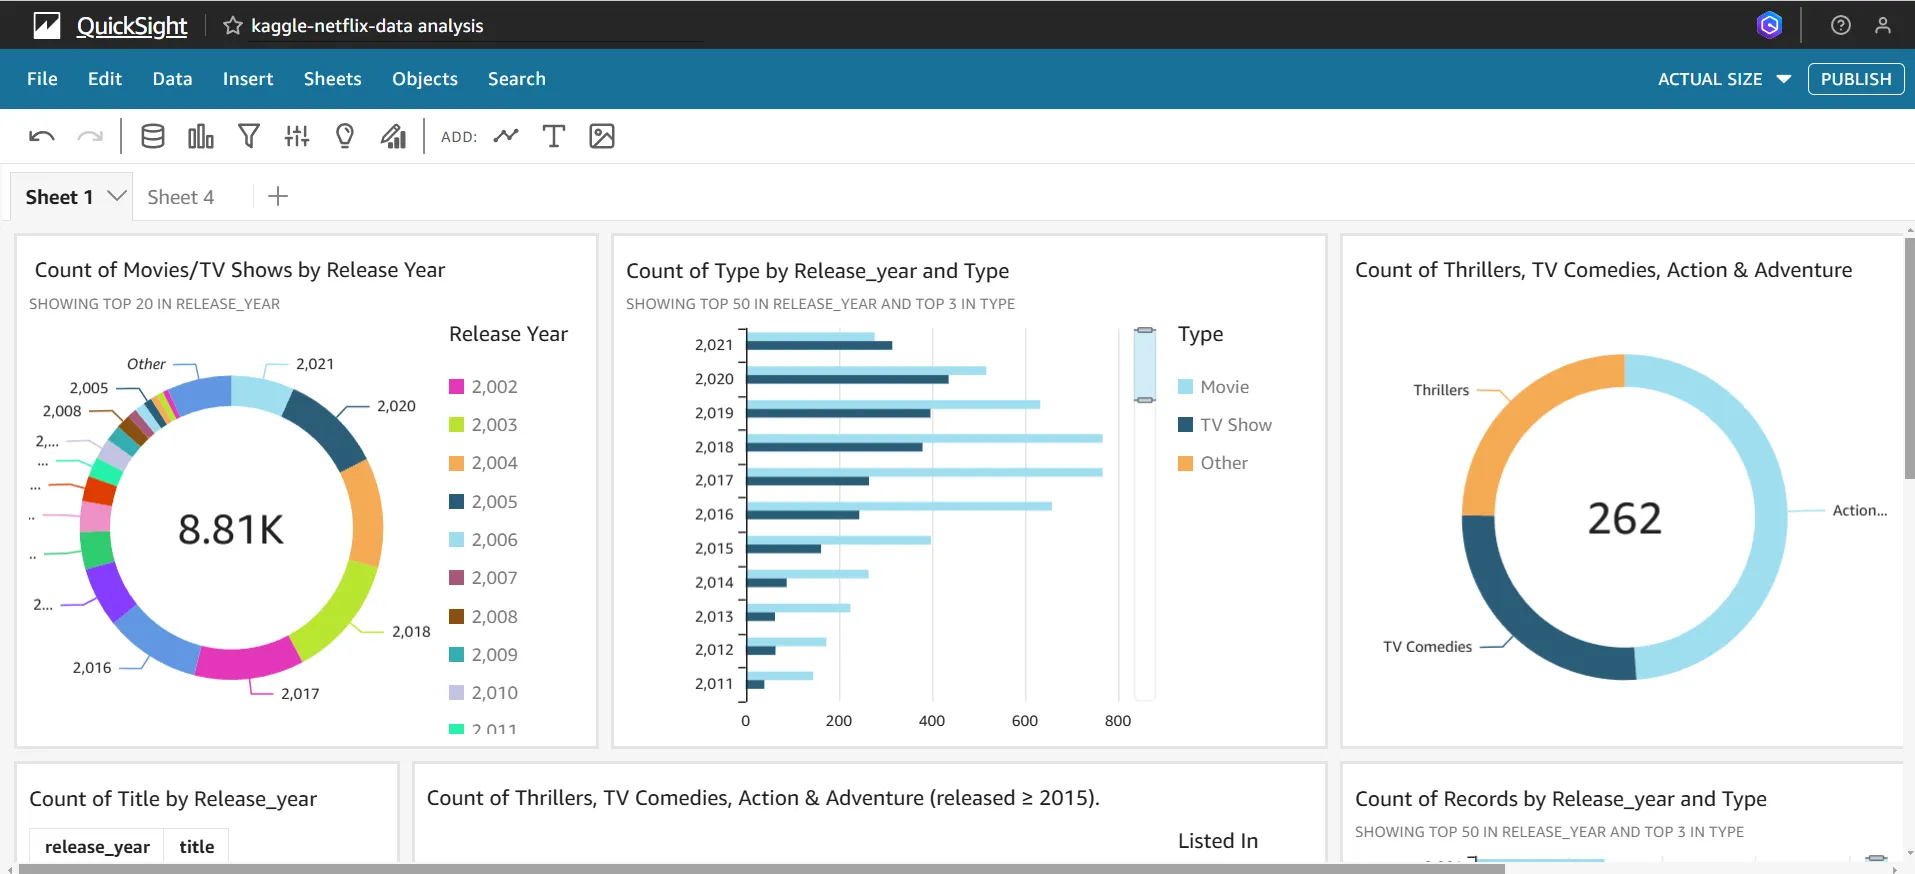 QuickSight
kaggle-netflix-data analysis
File Edit Data Insert Sheets Objects Search
ACTUAL SIZE PUBLISH
ADD:
Sheet 1 Sheet 4
Count of Movies/TV Shows by Release Year
SHOWING TOP 20 IN RELEASE_YEAR
Other
2,021
2,005
2,020
2,008
2,...
...
...
..
..
2...
2,018
2,016
2,017
8.81K
Release Year
2,002
2,003
2,004
2,005
2,006
2,007
2,008
2,009
2,010
2,011
Count of Type by Release_year and Type
SHOWING TOP 50 IN RELEASE_YEAR AND TOP 3 IN TYPE
2,021
2,020
2,019
2,018
2,017
2,016
2,015
2,014
2,013
2,012
2,011
0 200 400 600 800
Type
Movie
TV Show
Other
Count of Thrillers, TV Comedies, Action & Adventure
Thrillers
Action...
262
TV Comedies
Count of Title by Release_year
release_year title
Count of Thrillers, TV Comedies, Action & Adventure (released ≥ 2015).
Listed In
Count of Records by Release_year and Type
SHOWING TOP 50 IN RELEASE_YEAR AND TOP 3 IN TYPE